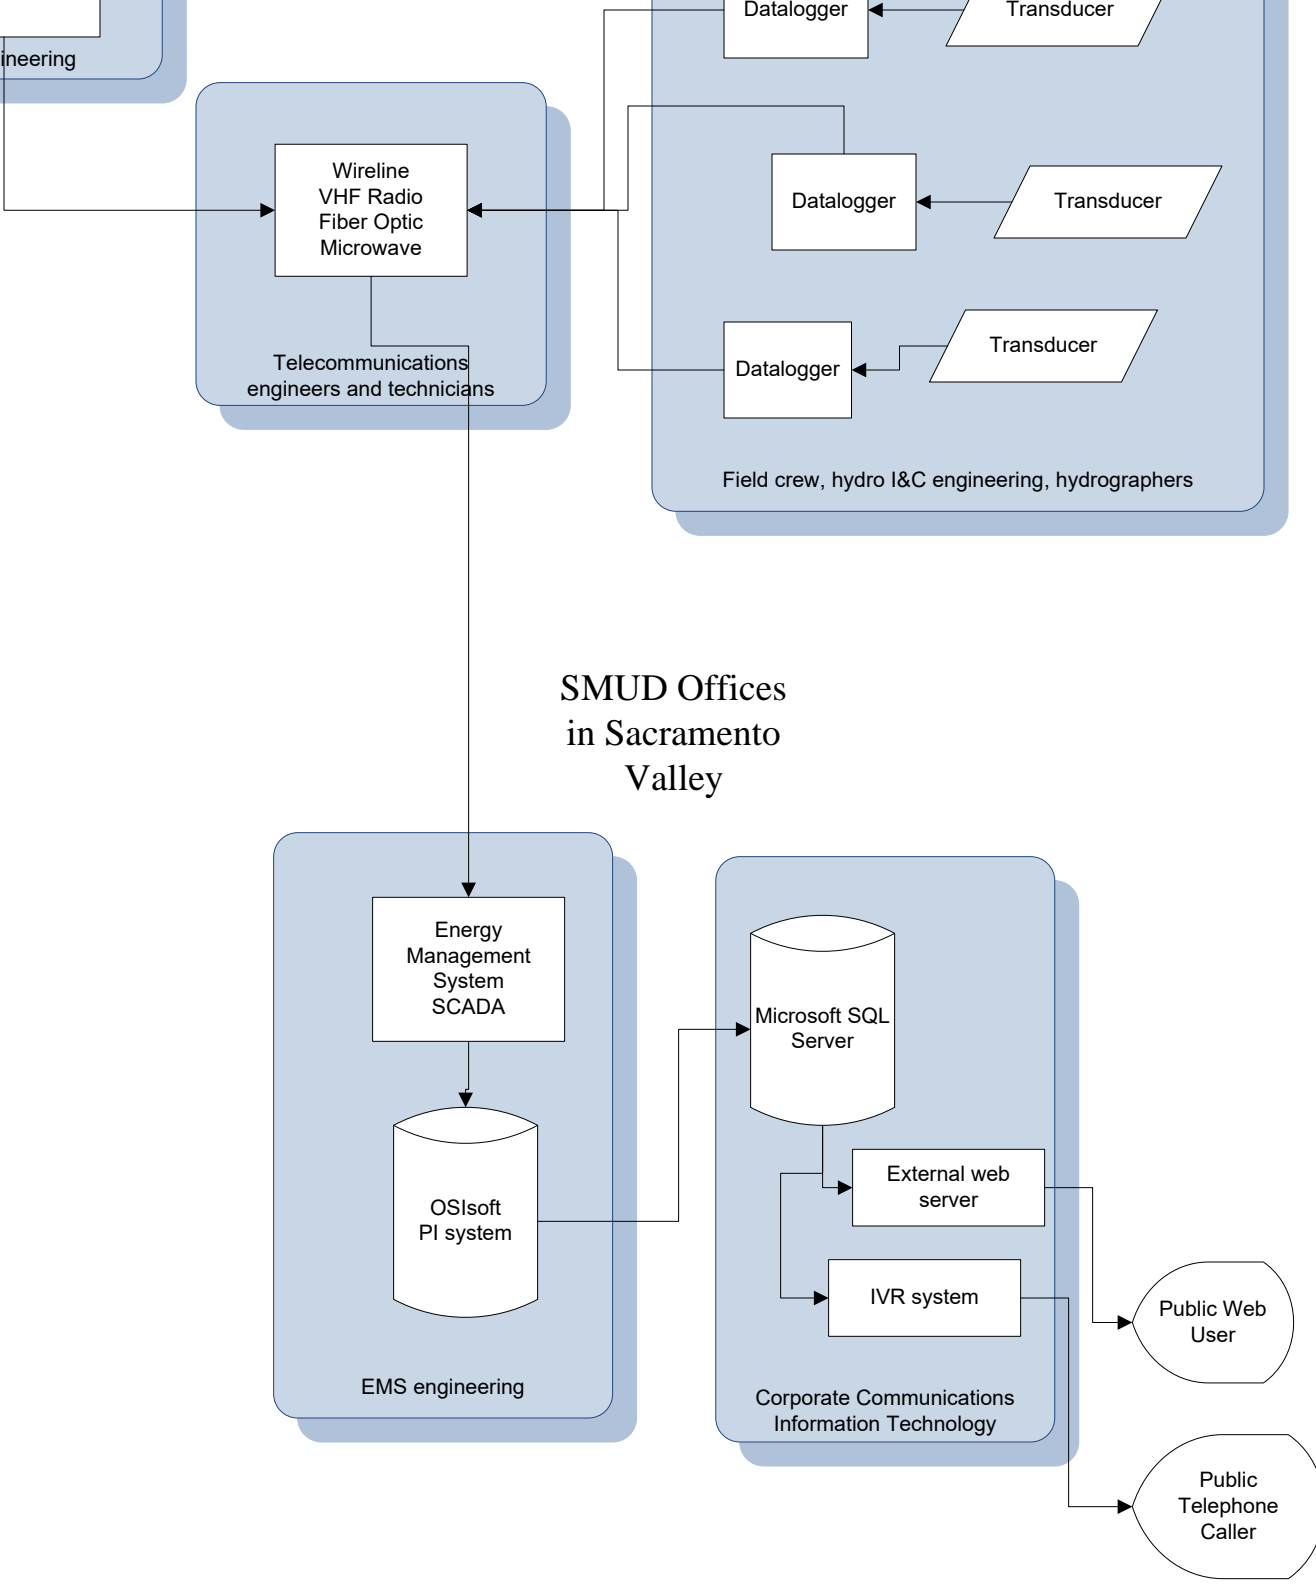 Datalogger
Transducer
ineering
Wireline
VHF Radio
Fiber Optic
Microwave
Datalogger
Transducer
Datalogger
Transducer
Telecommunications
engineers and technicians
Field crew, hydro I&C engineering, hydrographers
SMUD Offices
in Sacramento
Valley
Energy
Management
System
SCADA
Microsoft SQL
Server
OSIsoft
PI system
External web
server
IVR system
Public Web
User
EMS engineering
Corporate Communications
Information Technology
Public
Telephone
Caller